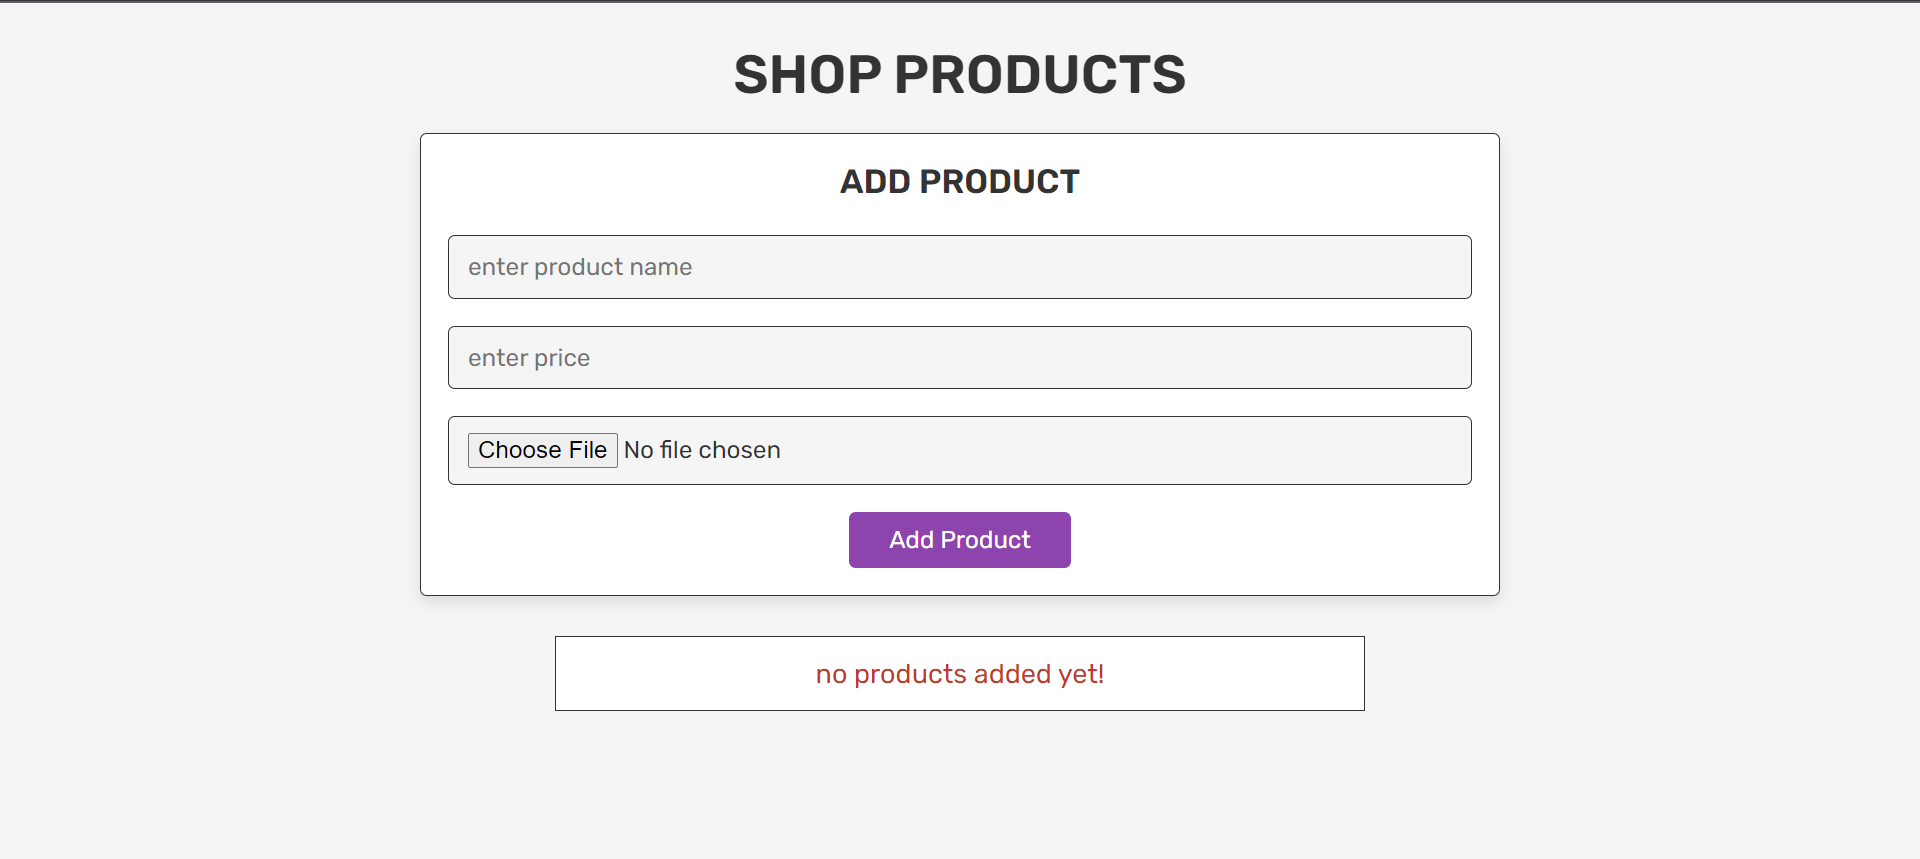 SHOP PRODUCTS
ADD PRODUCT
enter product name
enter price
Choose File No file chosen
Add Product
no products added yet!